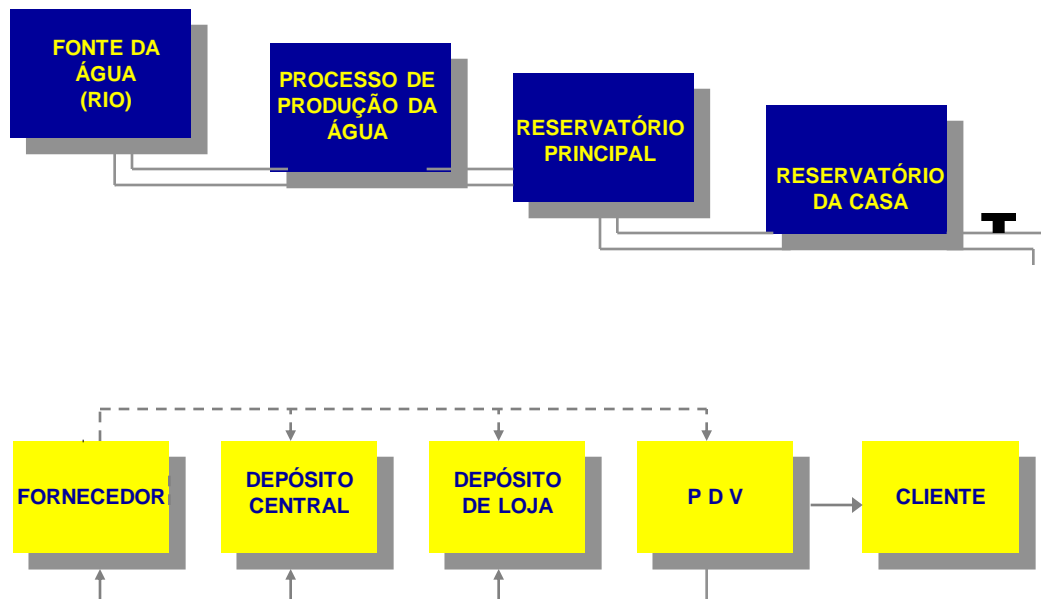 FONTE DA
ÁGUA
(RIO)
PROCESSO DE
PRODUÇÃO DA
ÁGUA
RESERVATÓRIO
PRINCIPAL
RESERVATÓRIO
DA CASA
FORNECEDOR
DEPÓSITO
CENTRAL
DEPÓSITO
DE LOJA
P D V
CLIENTE